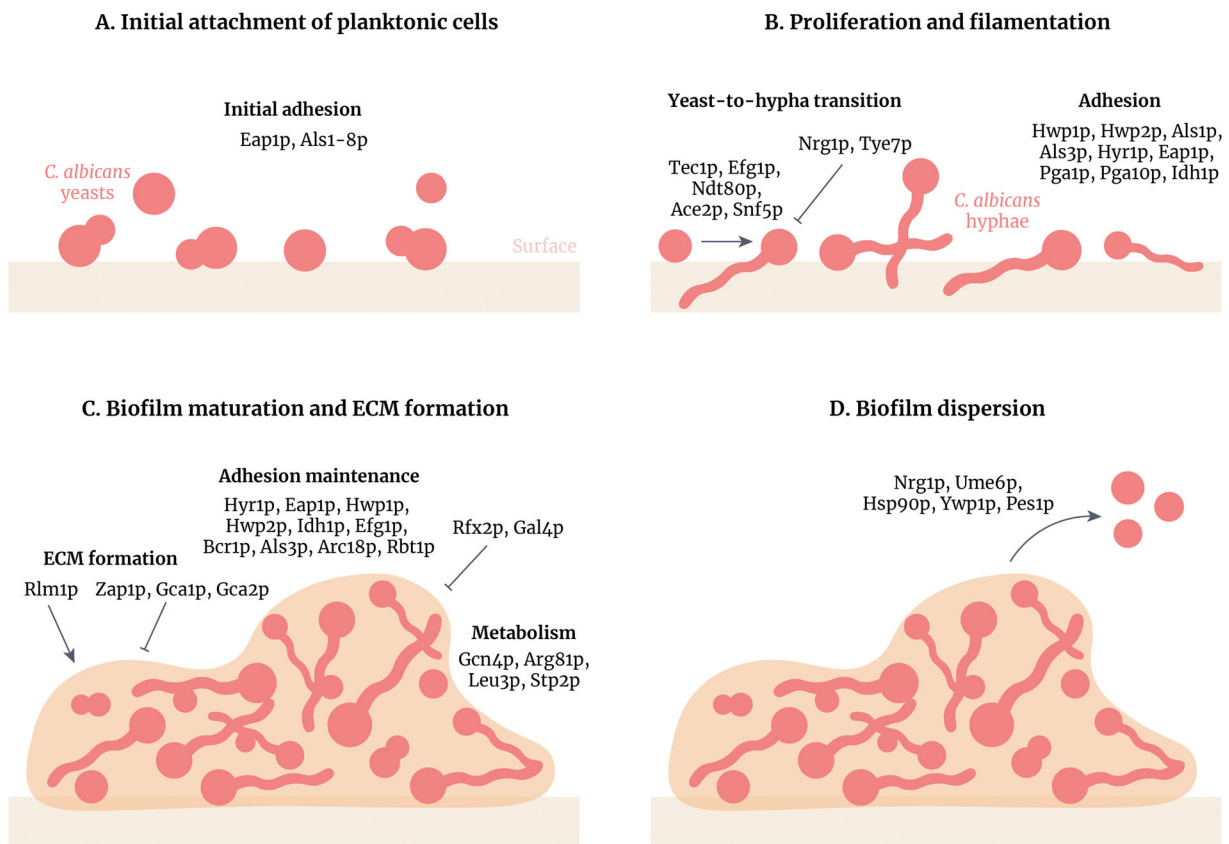 A. Initial attachment of planktonic cells
Initial adhesion
Eap1p, Als1-8p
C. albicans
yeasts
Surface
B. Proliferation and filamentation
Yeast-to-hypha transition
Nrg1p, Tye7p
Tec1p, Efg1p,
Ndt80p,
Ace2p, Snf5p
Adhesion
Hwp1p, Hwp2p, Als1p,
Als3p, Hyr1p, Eap1p,
Pga1p, Pga10p, Idh1p
C. albicans
hyphae
C. Biofilm maturation and ECM formation
Adhesion maintenance
Hyr1p, Eap1p, Hwp1p,
Hwp2p, Idh1p, Efg1p,
Bcr1p, Als3p, Arc18p, Rbt1p
Rfx2p, Gal4p
ECM formation
Rlm1p
Zap1p, Gca1p, Gca2p
Metabolism
Gcn4p, Arg81p,
Leu3p, Stp2p
D. Biofilm dispersion
Nrg1p, Ume6p,
Hsp90p, Ywp1p, Pes1p